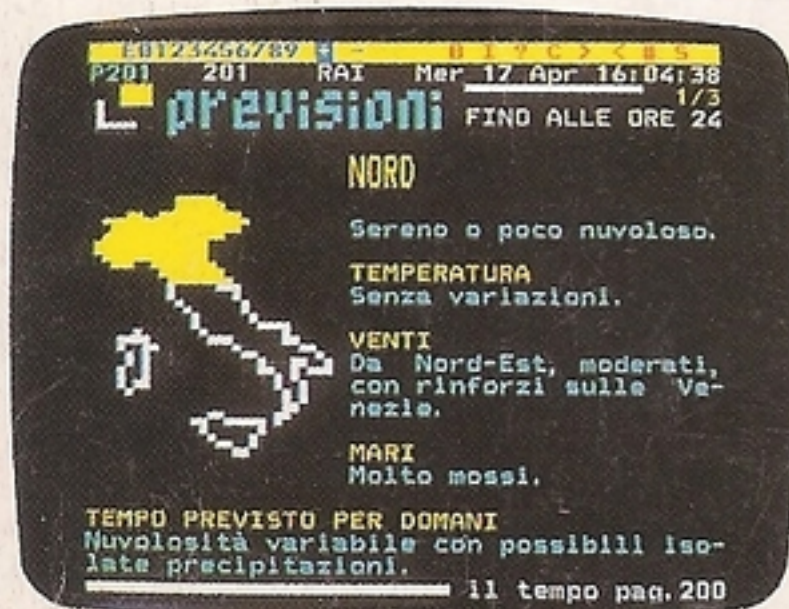 P201 201 RAI Mer 17 Apr 16:04:38
1/3
previsioni FINO ALLE ORE 24
NORD
Sereno o poco nuvoloso.
TEMPERATURA
Senza variazioni.
VENTI
Da Nord-Est, moderati,
con rinforzi sulle Ve-
nezie.
MARI
Molto mossi.
TEMPO PREVISTO PER DOMANI
Nuvolosità variabile con possibili iso-
late precipitazioni.
il tempo pag.200